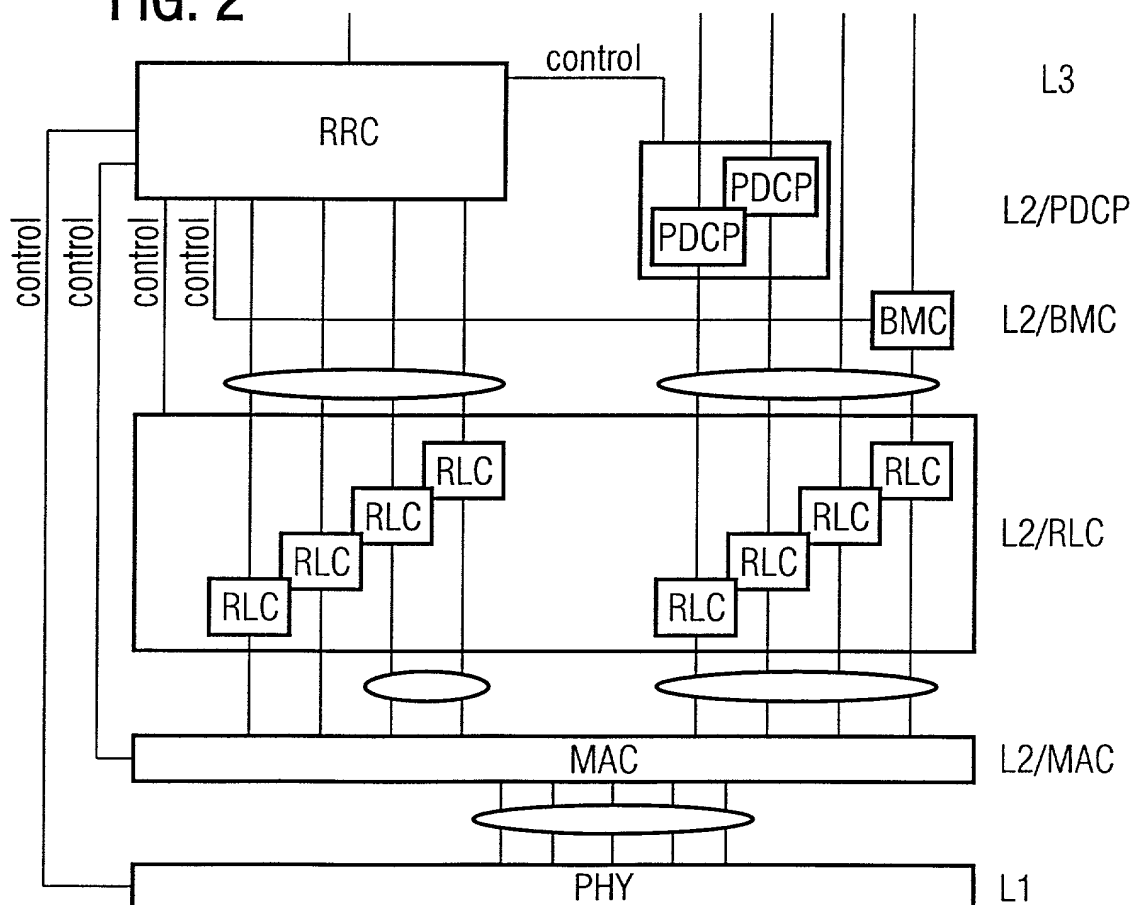 FIG. 2
control
L3
RRC
PDCP
L2/PDCP
PDCP
control
control
control
control
BMC
L2/BMC
RLC
RLC
RLC
RLC
RLC
RLC
RLC
RLC
L2/RLC
MAC
L2/MAC
PHY
L1